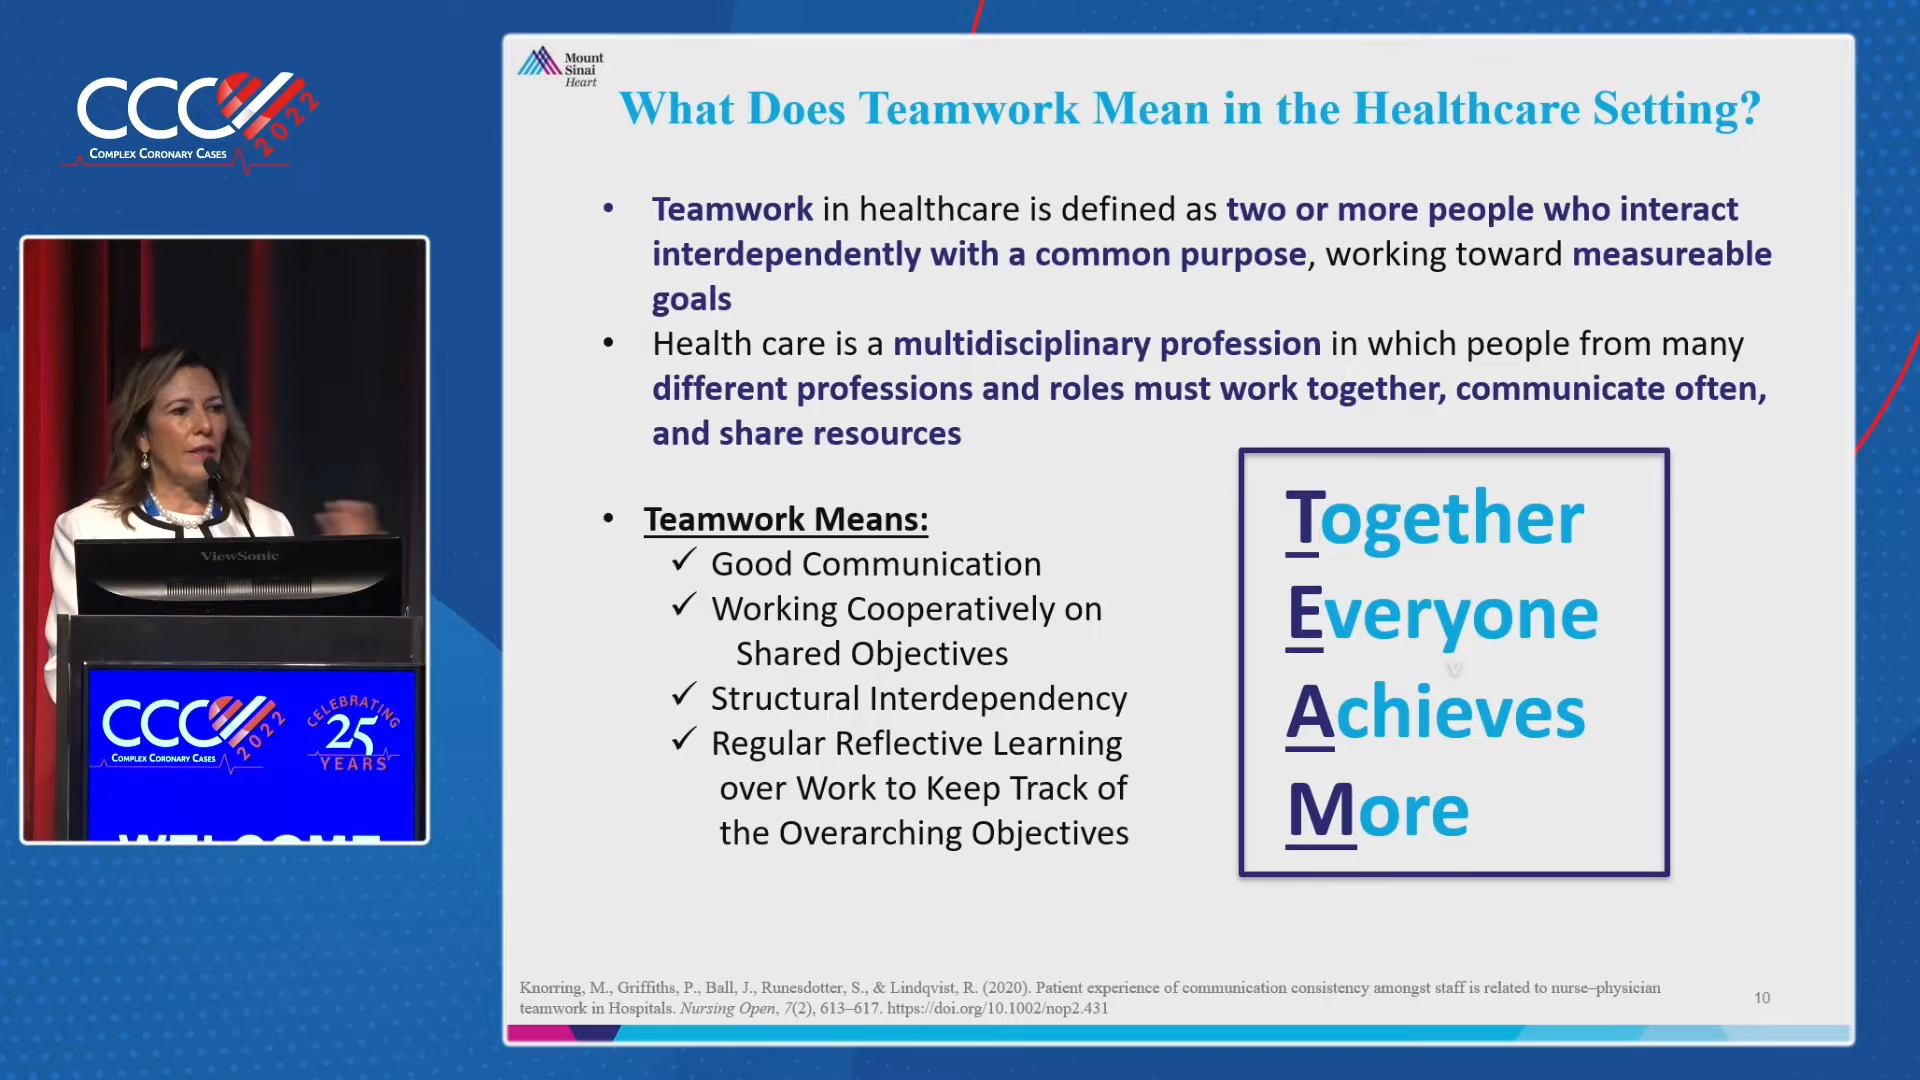 CCC
2022
COMPLEX CORONARY CASES
Mount
Sinai
Heart
What Does Teamwork Mean in the Healthcare Setting?
• Teamwork in healthcare is defined as two or more people who interact
interdependently with a common purpose, working toward measureable
goals
• Health care is a multidisciplinary profession in which people from many
different professions and roles must work together, communicate often,
and share resources
• Teamwork Means:
✓ Good Communication
✓ Working Cooperatively on
Shared Objectives
✓ Structural Interdependency
✓ Regular Reflective Learning
over Work to Keep Track of
the Overarching Objectives
Together
Everyone
v
Achieves
More
Knorring, M., Griffiths, P., Ball, J., Runesdotter, S., & Lindqvist, R. (2020). Patient experience of communication consistency amongst staff is related to nurse–physician
teamwork in Hospitals. Nursing Open, 7(2), 613–617. https://doi.org/10.1002/nop2.431
10
ViewSonic
CCC
2022
COMPLEX CORONARY CASES
CELEBRATING
25
YEARS
WELCOME